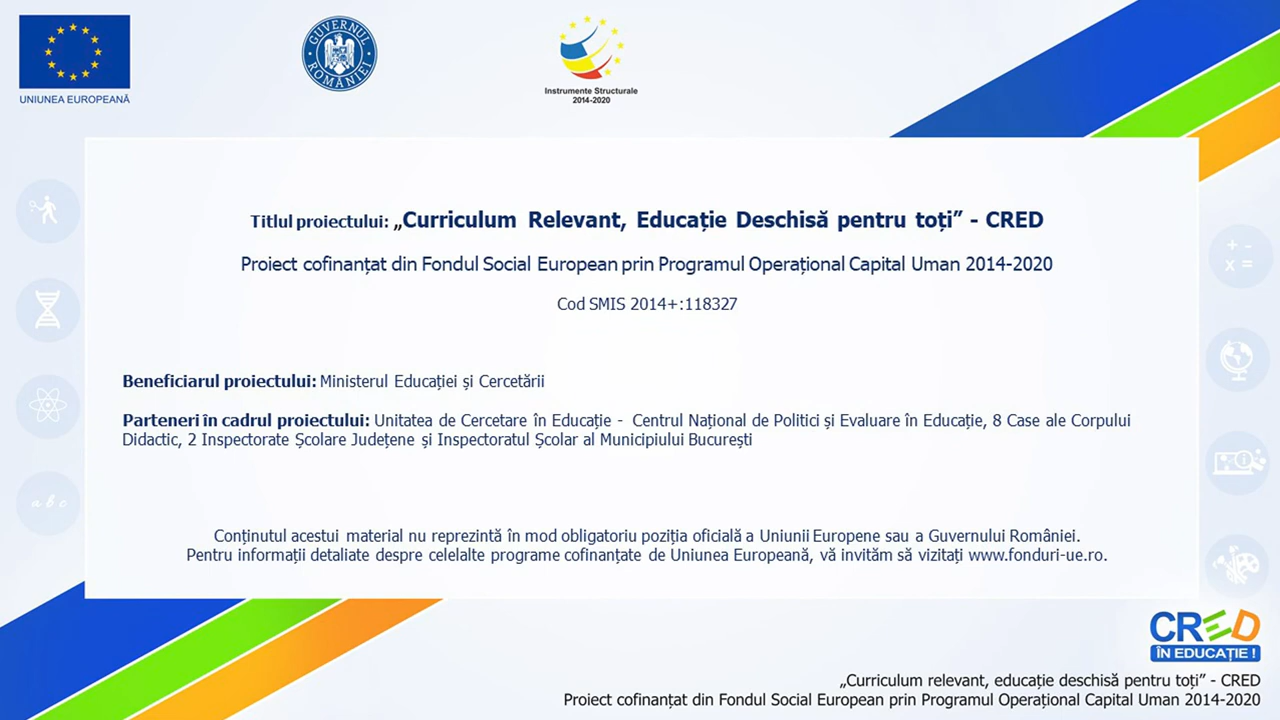 UNIUNEA EUROPEANĂ
GUVERNUL ROMÂNIEI
Instrumente Structurale
2014-2020
Titlul proiectului: „Curriculum Relevant, Educație Deschisă pentru toți” - CRED
Proiect cofinanțat din Fondul Social European prin Programul Operațional Capital Uman 2014-2020
Cod SMIS 2014+:118327
Beneficiarul proiectului: Ministerul Educației și Cercetării
Parteneri în cadrul proiectului: Unitatea de Cercetare în Educație - Centrul Național de Politici și Evaluare în Educație, 8 Case ale Corpului
Didactic, 2 Inspectorate Școlare Județene și Inspectoratul Școlar al Municipiului București
Conținutul acestui material nu reprezintă în mod obligatoriu poziția oficială a Uniunii Europene sau a Guvernului României.
Pentru informații detaliate despre celelalte programe cofinanțate de Uniunea Europeană, vă invităm să vizitați www.fonduri-ue.ro.
+ -
x =
a b c
CRED
ÎN EDUCAȚIE !
„Curriculum relevant, educație deschisă pentru toți” - CRED
Proiect cofinanțat din Fondul Social European prin Programul Operațional Capital Uman 2014-2020